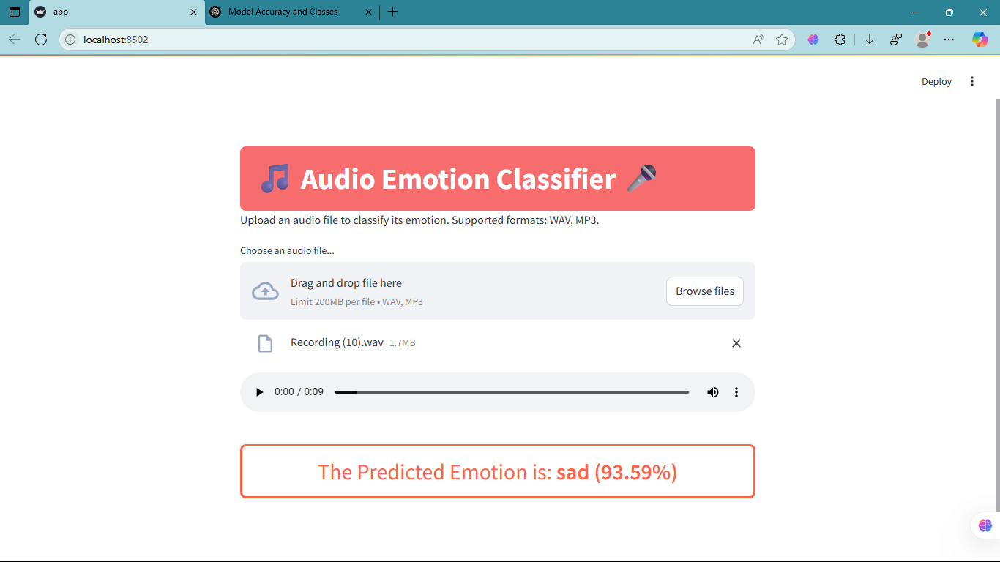 app
Model Accuracy and Classes
localhost:8502
Deploy
🎵 Audio Emotion Classifier 🎤
Upload an audio file to classify its emotion. Supported formats: WAV, MP3.
Choose an audio file...
Drag and drop file here
Limit 200MB per file • WAV, MP3
Browse files
Recording (10).wav 1.7MB
0:00 / 0:09
The Predicted Emotion is: sad (93.59%)